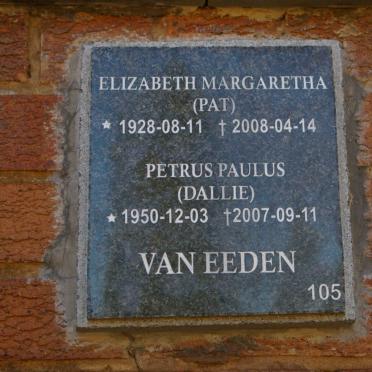 ELIZABETH MARGARETHA
(PAT)
* 1928-08-11 † 2008-04-14
PETRUS PAULUS
(DALLIE)
* 1950-12-03 †2007-09-11
VAN EEDEN
105